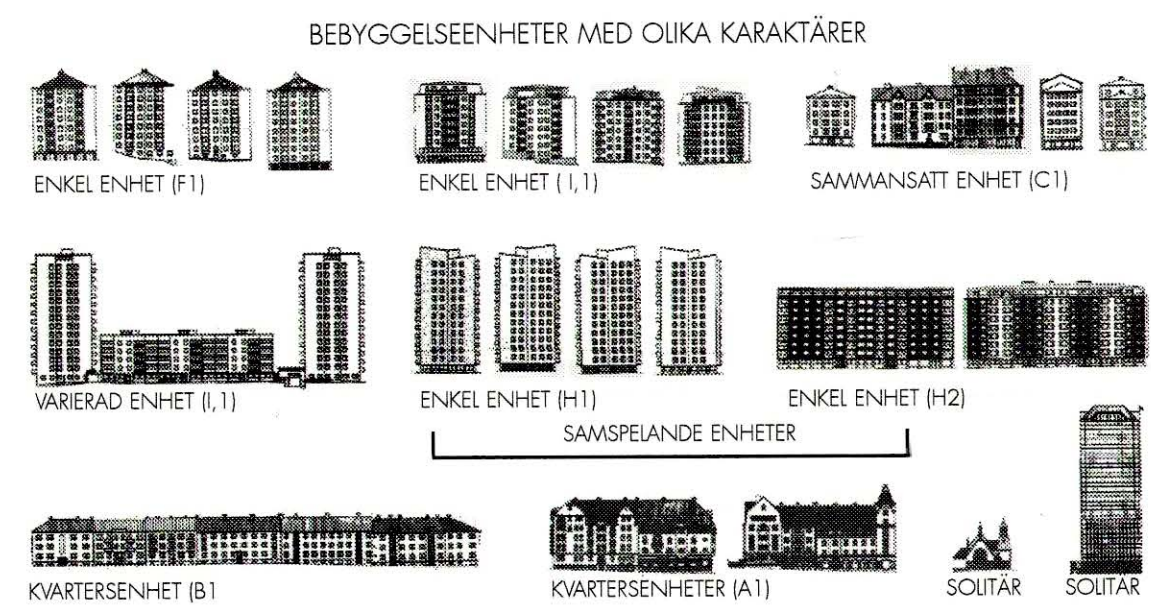 BEBYGGELSEENHETER MED OLIKA KARAKTÄRER
ENKEL ENHET (F1)
ENKEL ENHET ( I, 1)
SAMMANSATT ENHET (C1)
VARIERAD ENHET (I, 1)
ENKEL ENHET (H1)
ENKEL ENHET (H2)
SAMSPELANDE ENHETER
KVARTERSENHET (B1
KVARTERSENHETER (A1)
SOLITÄR
SOLITÄR